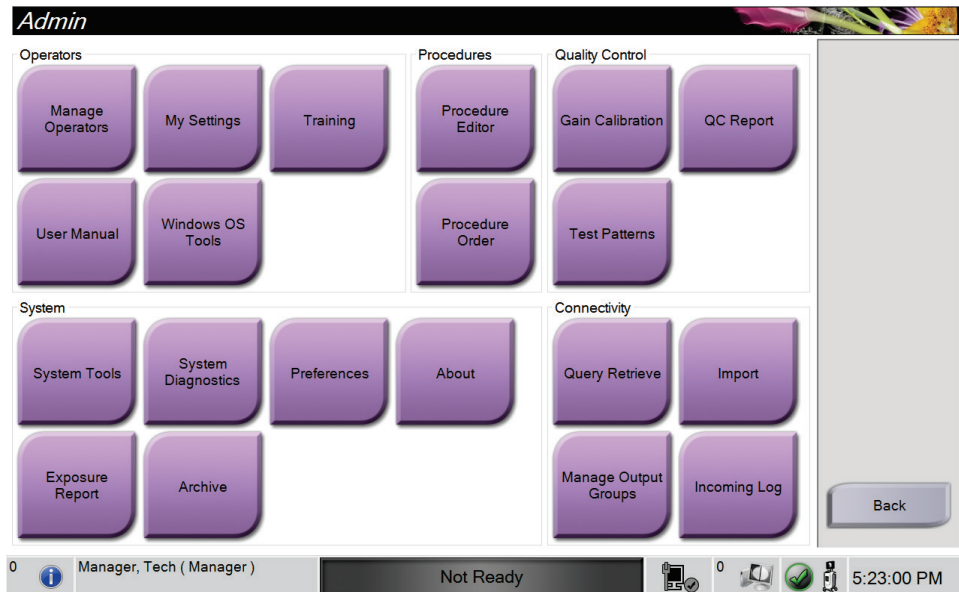 Admin
Operators
Manage
Operators
My Settings
Training
User Manual
Windows OS
Tools
Procedures
Procedure
Editor
Procedure
Order
Quality Control
Gain Calibration
QC Report
Test Patterns
System
System Tools
System
Diagnostics
Preferences
About
Exposure
Report
Archive
Connectivity
Query Retrieve
Import
Manage Output
Groups
Incoming Log
Back
0
Manager, Tech ( Manager )
Not Ready
0
5:23:00 PM